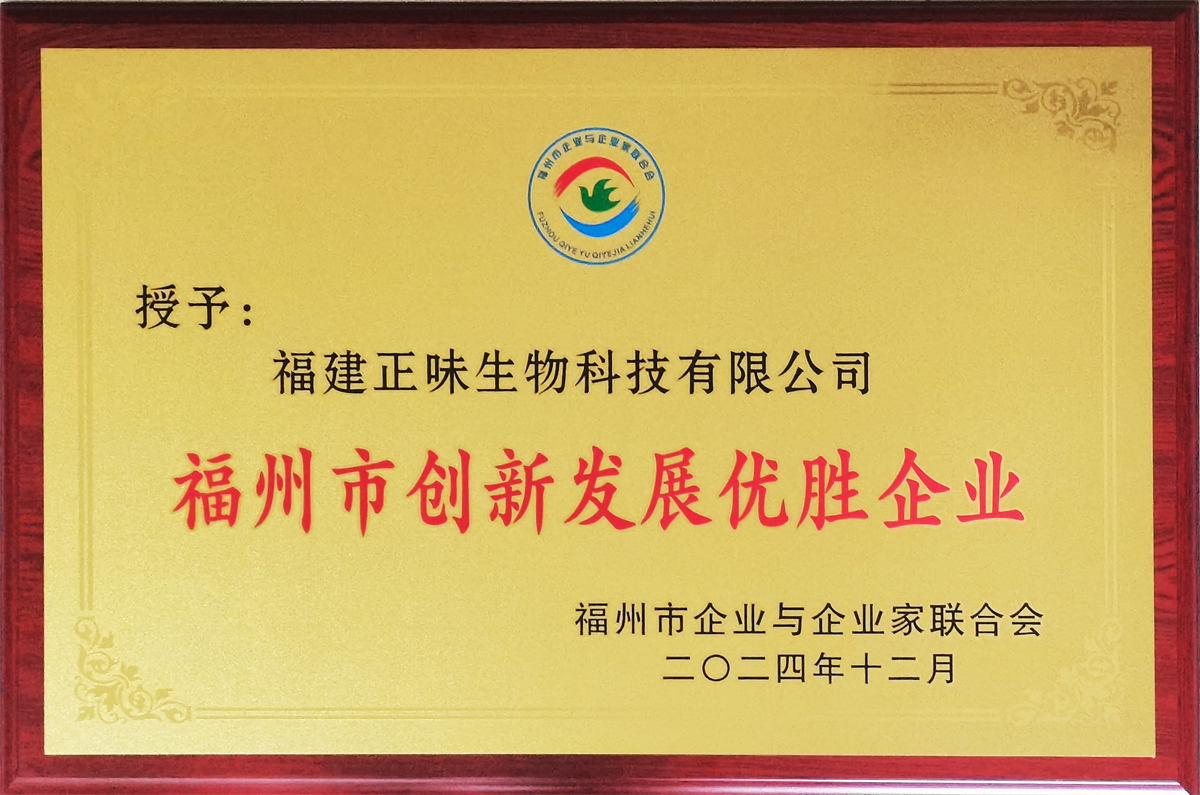 福州市企业与企业家联合会
FUZHOU QIYE YU QIYEJIA LIANHEHUI
授予：
福建正味生物科技有限公司
福州市创新发展优胜企业
福州市企业与企业家联合会
二〇二四年十二月